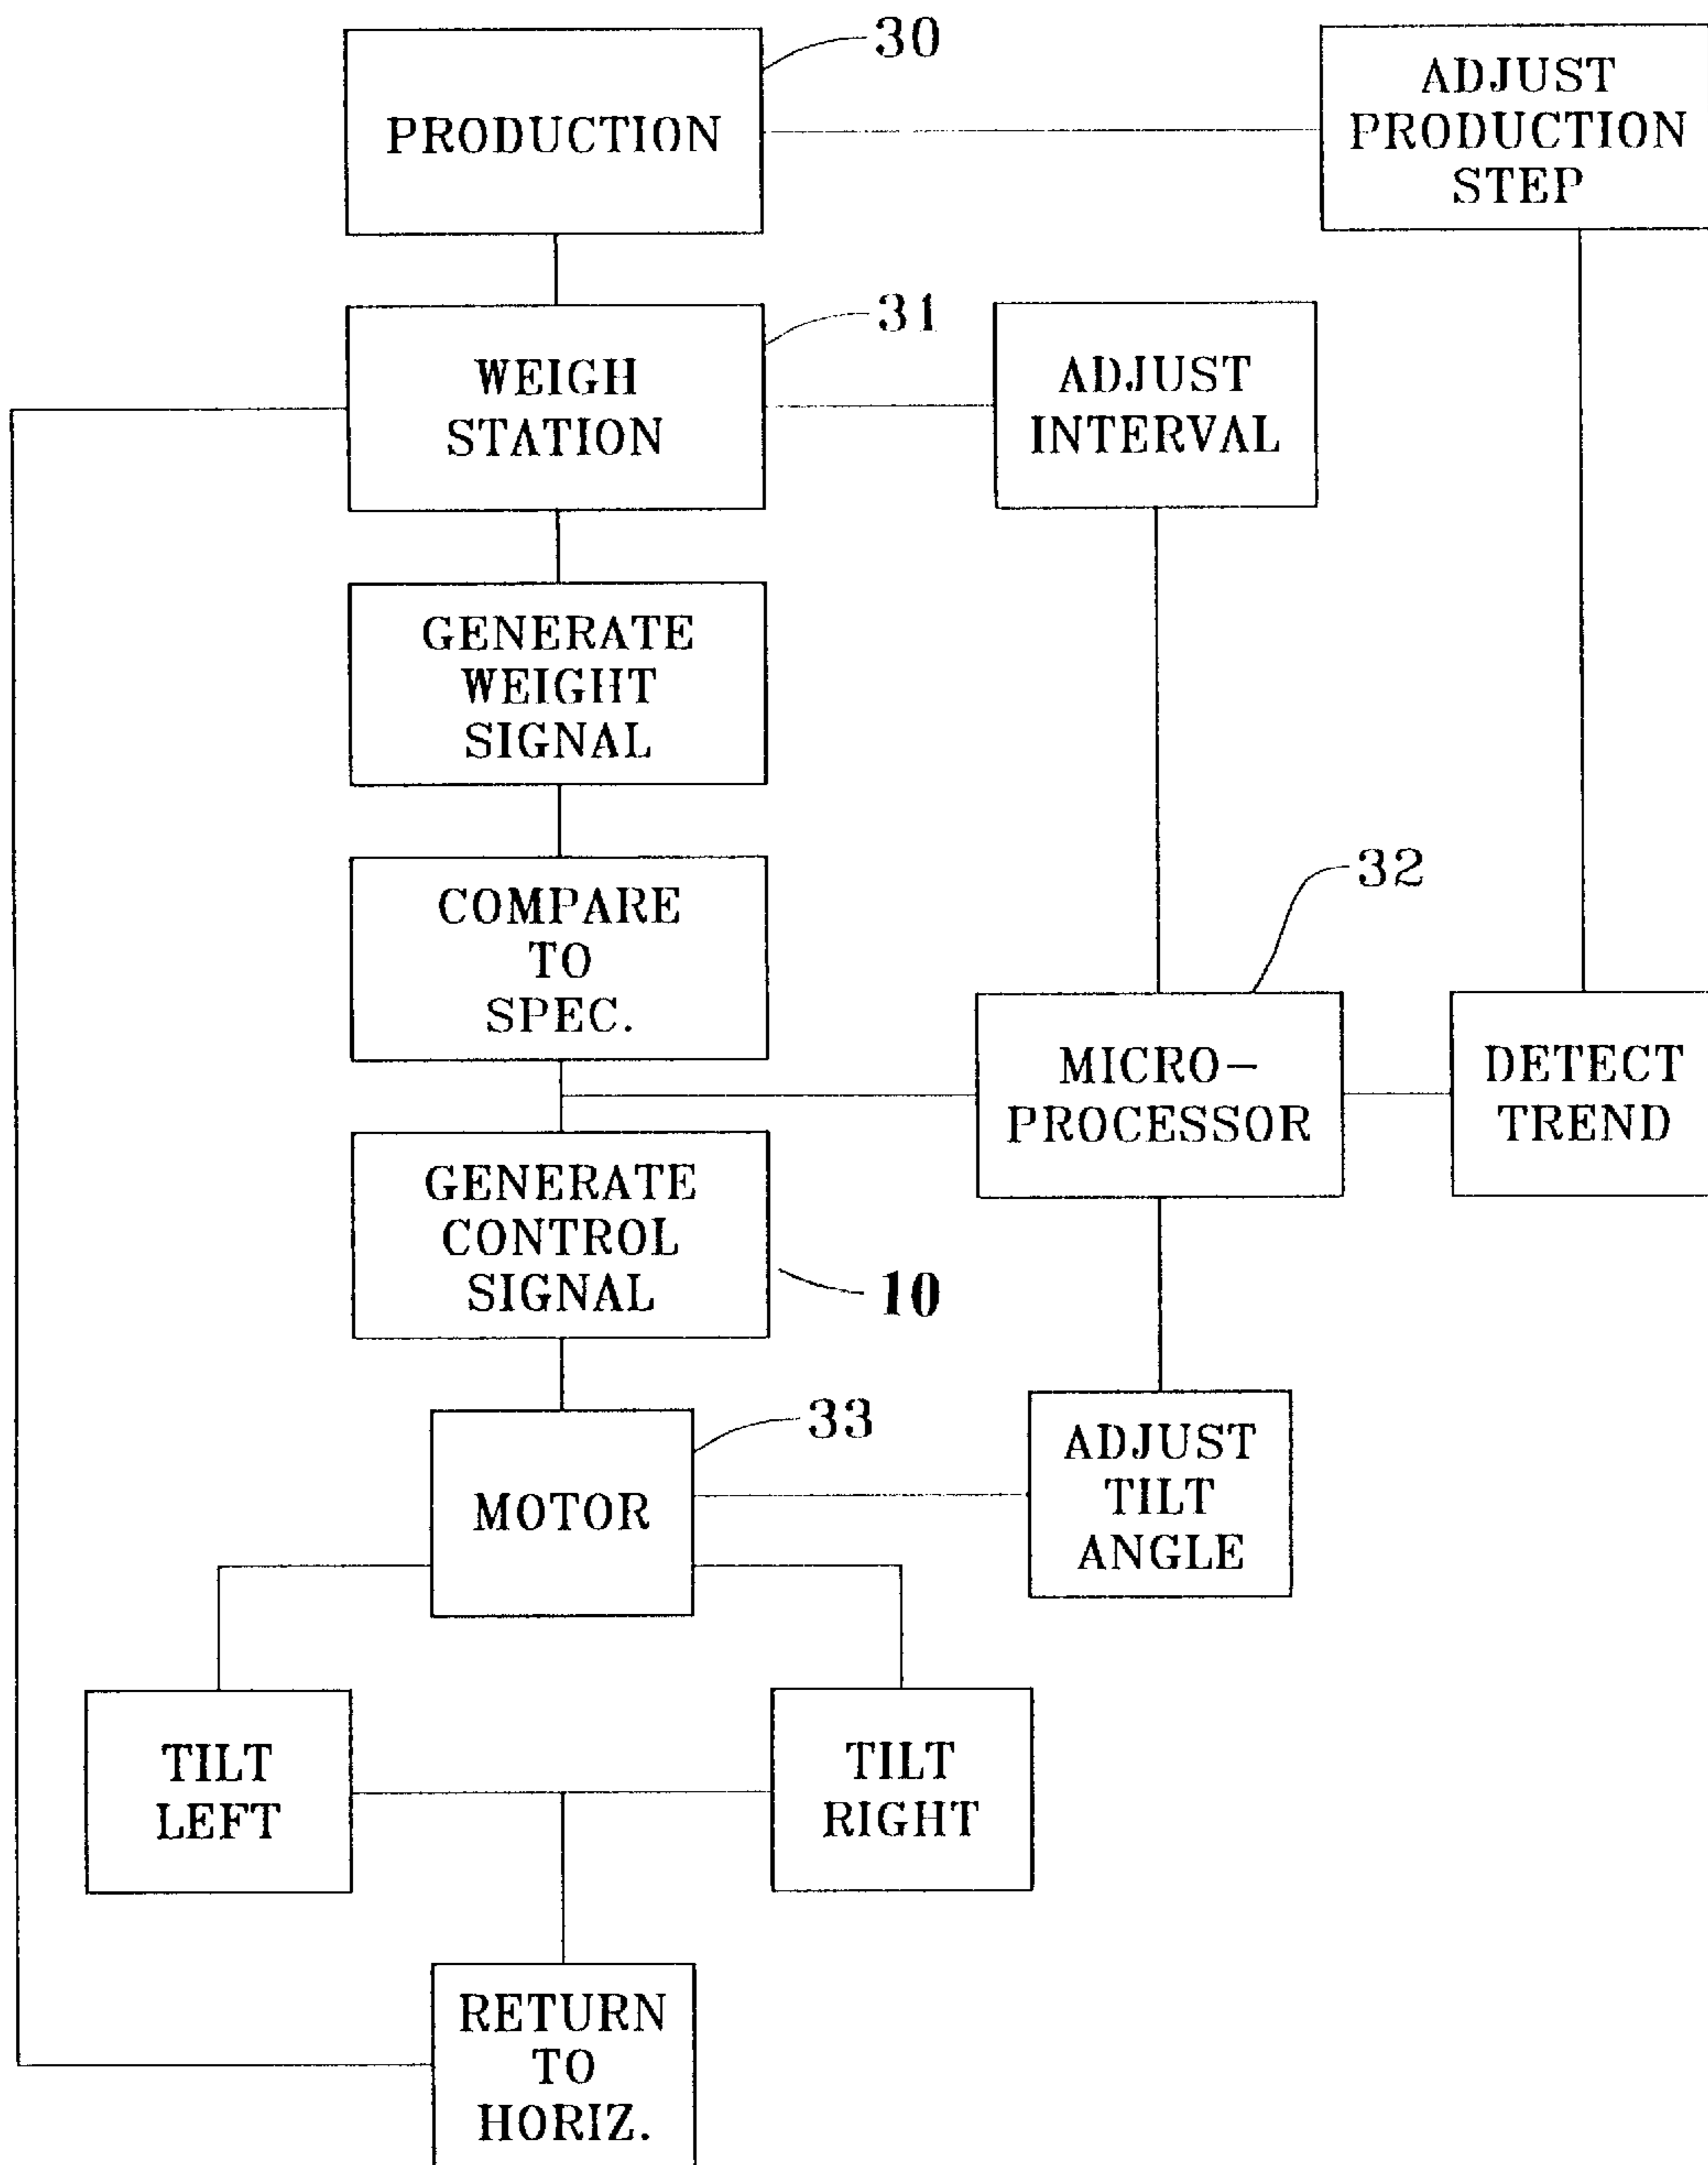 30
PRODUCTION
ADJUST
PRODUCTION
STEP
31
WEIGH
STATION
ADJUST
INTERVAL
GENERATE
WEIGHT
SIGNAL
COMPARE
TO
SPEC.
32
MICRO-
PROCESSOR
DETECT
TREND
GENERATE
CONTROL
SIGNAL
10
33
MOTOR
ADJUST
TILT
ANGLE
TILT
LEFT
TILT
RIGHT
RETURN
TO
HORIZ.